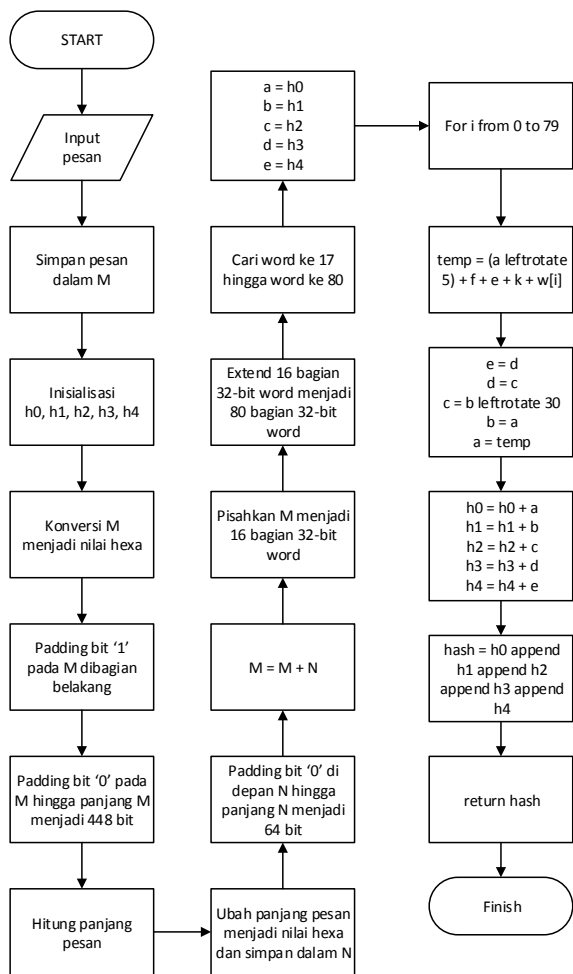 START
Input
pesan
Simpan pesan
dalam M
Inisialisasi
h0, h1, h2, h3, h4
Konversi M
menjadi nilai hexa
Padding bit ‘1’
pada M dibagian
belakang
Padding bit ‘0’ pada
M hingga panjang M
menjadi 448 bit
Hitung panjang
pesan
Ubah panjang pesan
menjadi nilai hexa
dan simpan dalam N
Padding bit ‘0’ di
depan N hingga
panjang N menjadi
64 bit
M = M + N
Pisahkan M menjadi
16 bagian 32-bit
word
Extend 16 bagian
32-bit word menjadi
80 bagian 32-bit
word
Cari word ke 17
hingga word ke 80
a = h0
b = h1
c = h2
d = h3
e = h4
For i from 0 to 79
temp = (a leftrotate
5) + f + e + k + w[i]
e = d
d = c
c = b leftrotate 30
b = a
a = temp
h0 = h0 + a
h1 = h1 + b
h2 = h2 + c
h3 = h3 + d
h4 = h4 + e
hash = h0 append
h1 append h2
append h3 append
h4
return hash
Finish